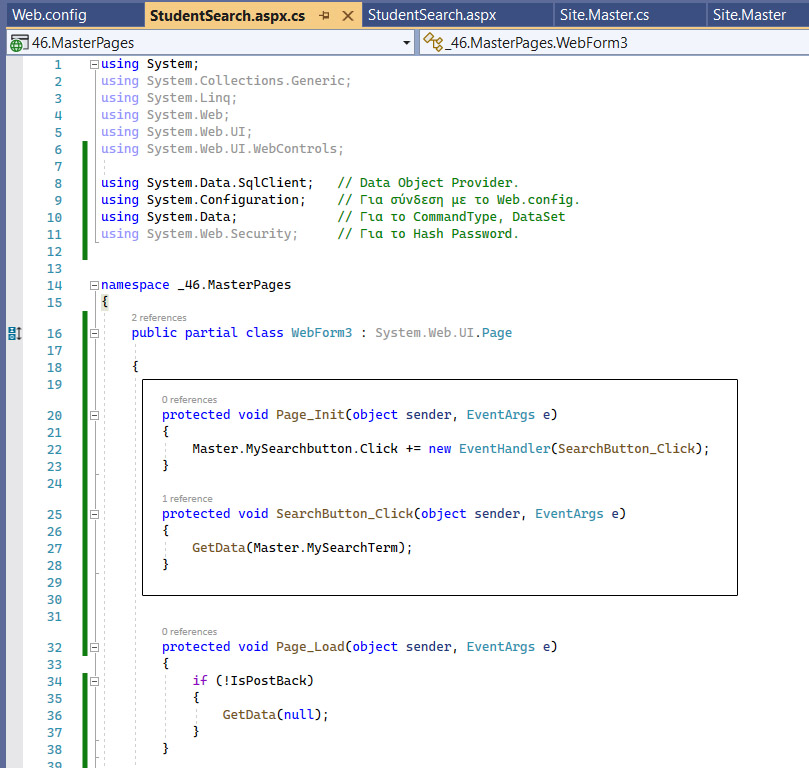 Web.config StudentSearch.aspx.cs StudentSearch.aspx Site.Master.cs Site.Master
46.MasterPages _46.MasterPages.WebForm3
1 using System;
2 using System.Collections.Generic;
3 using System.Linq;
4 using System.Web;
5 using System.Web.UI;
6 using System.Web.UI.WebControls;
7
8 using System.Data.SqlClient; // Data Object Provider.
9 using System.Configuration; // Για σύνδεση με το Web.config.
10 using System.Data; // Για το CommandType, DataSet
11 using System.Web.Security; // Για το Hash Password.
12
13
14 namespace _46.MasterPages
15 {
2 references
16 public partial class WebForm3 : System.Web.UI.Page
17
18 {
19
0 references
20 protected void Page_Init(object sender, EventArgs e)
21 {
22 Master.MySearchbutton.Click += new EventHandler(SearchButton_Click);
23 }
24
1 reference
25 protected void SearchButton_Click(object sender, EventArgs e)
26 {
27 GetData(Master.MySearchTerm);
28 }
29
30
31
0 references
32 protected void Page_Load(object sender, EventArgs e)
33 {
34 if (!IsPostBack)
35 {
36 GetData(null);
37 }
38 }
39